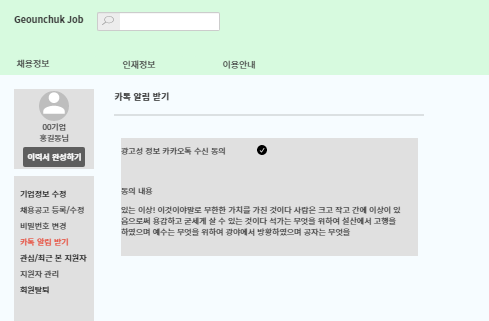 Geounchuk Job
채용정보
인재정보
이용안내
00기업
홍길동님
이력서 완성하기
기업정보 수정
채용공고 등록/수정
비밀번호 변경
카톡 알림 받기
관심/최근 본 지원자
지원자 관리
회원탈퇴
카톡 알림 받기
광고성 정보 카카오톡 수신 동의
동의 내용
있는 이상! 이것이야말로 무한한 가치를 가진 것이다 사람은 크고 작고 간에 이상이 있
음으로써 용감하고 굳세게 살 수 있는 것이다 석가는 무엇을 위하여 설산에서 고행을
하였으며 예수는 무엇을 위하여 광야에서 방황하였으며 공자는 무엇을